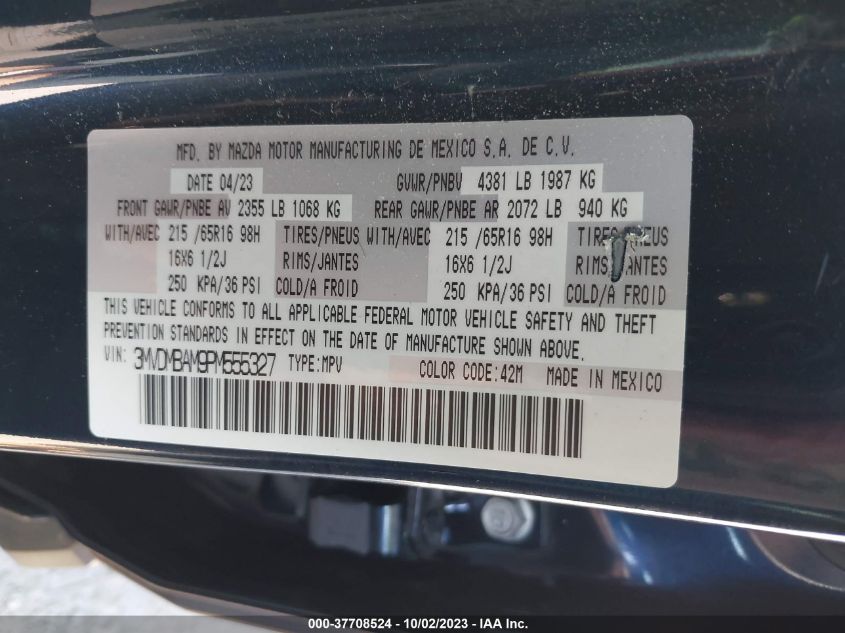 MFD. BY MAZDA MOTOR MANUFACTURING DE MEXICO S.A. DE C.V.
DATE 04/23 GVWR/PNBV 4381 LB 1987 KG
FRONT GAWR/PNBE AV 2355 LB 1068 KG REAR GAWR/PNBE AR 2072 LB 940 KG
WITH/AVEC 215 /65R16 98H TIRES/PNEUS WITH/AVEC 215 /65R16 98H TIRES/PNEUS
16X6 1/2J RIMS/JANTES 16X6 1/2J RIMS/JANTES
250 KPA/36 PSI COLD/A FROID 250 KPA/36 PSI COLD/A FROID
THIS VEHICLE CONFORMS TO ALL APPLICABLE FEDERAL MOTOR VEHICLE SAFETY AND THEFT
PREVENTION STANDARDS IN EFFECT ON THE DATE OF MANUFACTURE SHOWN ABOVE.
VIN: 3MVDMBAM9PM555327 TYPE:MPV COLOR CODE:42M MADE IN MEXICO
000-37708524 - 10/02/2023 - IAAI.com